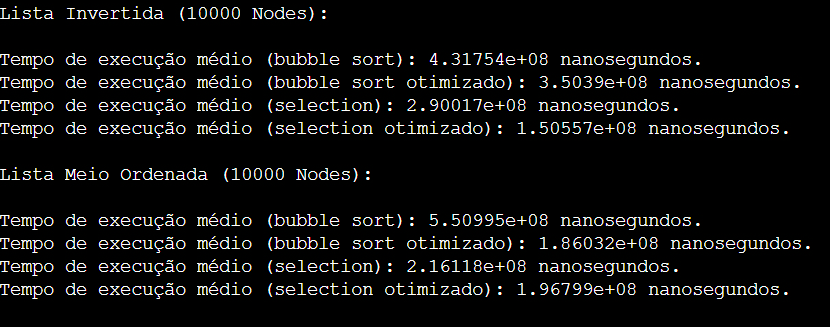 Lista Invertida (10000 Nodes):
Tempo de execução médio (bubble sort): 4.31754e+08 nanosegundos.
Tempo de execução médio (bubble sort otimizado): 3.5039e+08 nanosegundos.
Tempo de execução médio (selection): 2.90017e+08 nanosegundos.
Tempo de execução médio (selection otimizado): 1.50557e+08 nanosegundos.
Lista Meio Ordenada (10000 Nodes):
Tempo de execução médio (bubble sort): 5.50995e+08 nanosegundos.
Tempo de execução médio (bubble sort otimizado): 1.86032e+08 nanosegundos.
Tempo de execução médio (selection): 2.16118e+08 nanosegundos.
Tempo de execução médio (selection otimizado): 1.96799e+08 nanosegundos.